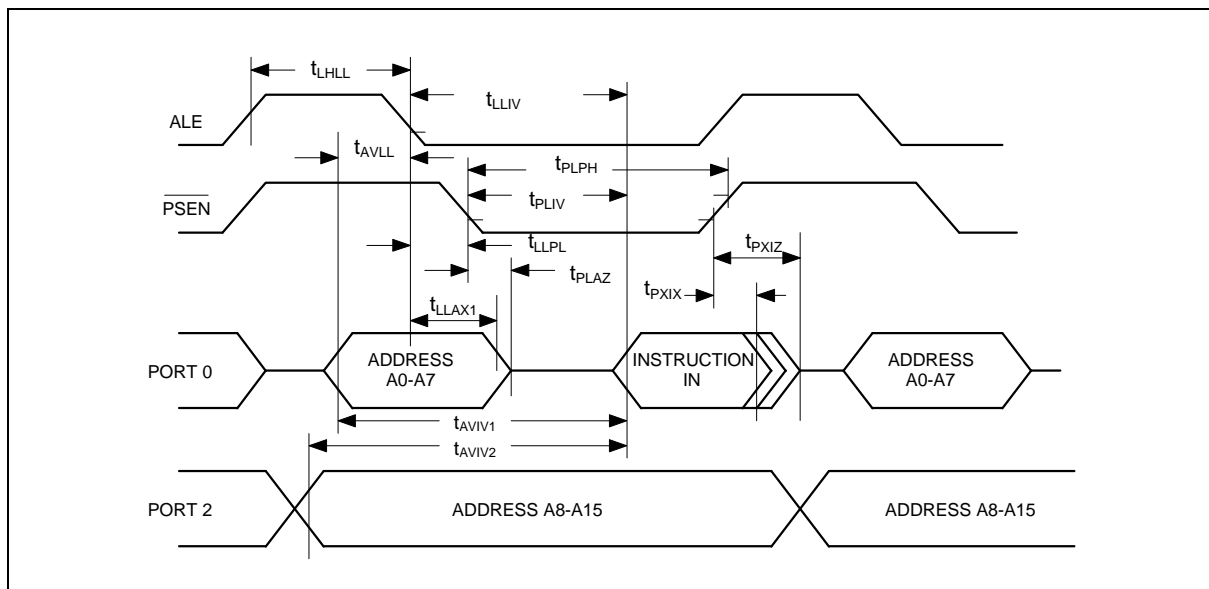 tLHLL
tLLIV
ALE
tAVLL
tPLPH
PSEN
tPLIV
tLLPL
tPXIZ
tPLAZ
tPXIX
tLLAX1
PORT 0
ADDRESS
A0-A7
INSTRUCTION
IN
ADDRESS
A0-A7
tAVIV1
tAVIV2
PORT 2
ADDRESS A8-A15
ADDRESS A8-A15